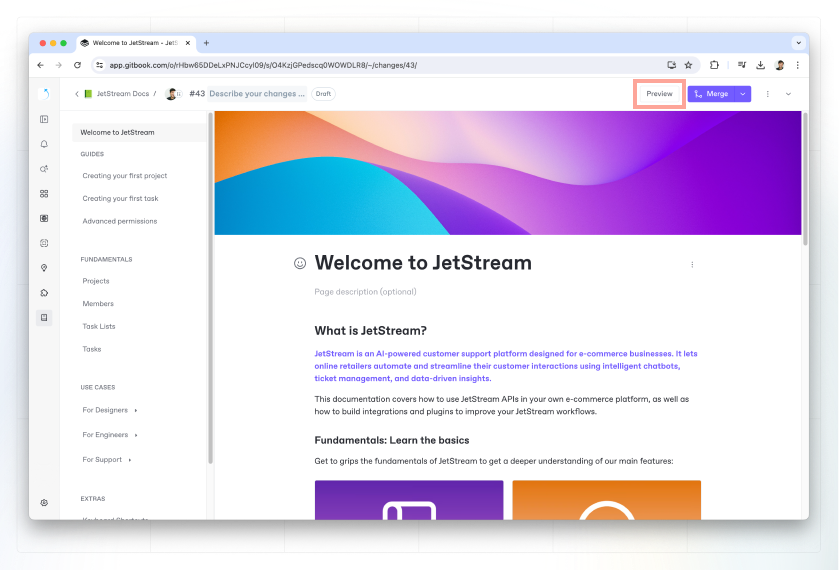 Welcome to JetStream - JetS
app.gitbook.com/o/rHbw65DDeLxPNJCcyI09/s/O4KzjGPedscq0WOWDLR8/~/changes/43/
JetStream Docs / #43 Describe your changes ... Draft
Preview
Merge
Welcome to JetStream
GUIDES
Creating your first project
Creating your first task
Advanced permissions
FUNDAMENTALS
Projects
Members
Task Lists
Tasks
USE CASES
For Designers
For Engineers
For Support
EXTRAS
Keyboard Shortcuts
Welcome to JetStream
Page description (optional)
What is JetStream?
JetStream is an AI-powered customer support platform designed for e-commerce businesses. It lets
online retailers automate and streamline their customer interactions using intelligent chatbots,
ticket management, and data-driven insights.
This documentation covers how to use JetStream APIs in your own e-commerce platform, as well as
how to build integrations and plugins to improve your JetStream workflows.
Fundamentals: Learn the basics
Get to grips the fundamentals of JetStream to get a deeper understanding of our main features: